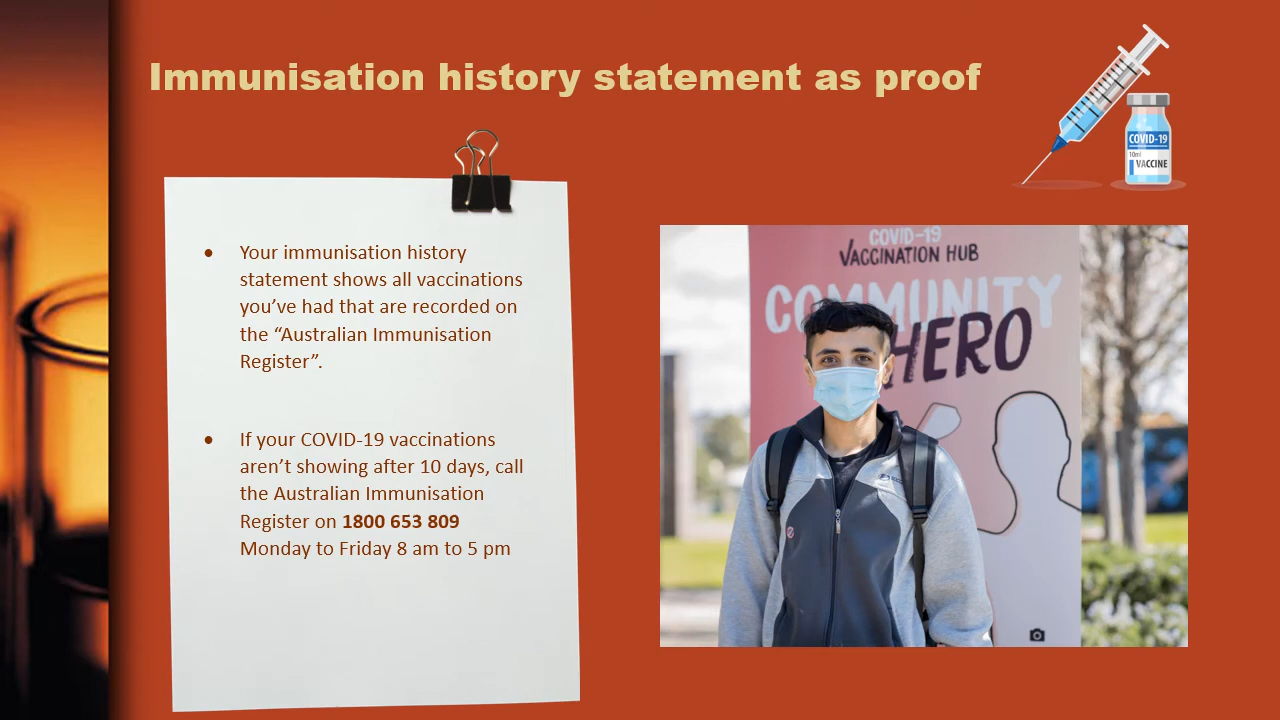 Immunisation history statement as proof
COVID-19
10ml
VACCINE
● Your immunisation history
statement shows all vaccinations
you’ve had that are recorded on
the “Australian Immunisation
Register”.
● If your COVID-19 vaccinations
aren’t showing after 10 days, call
the Australian Immunisation
Register on 1800 653 809
Monday to Friday 8 am to 5 pm
COVID-19
VACCINATION HUB
COMMUNITY
HERO